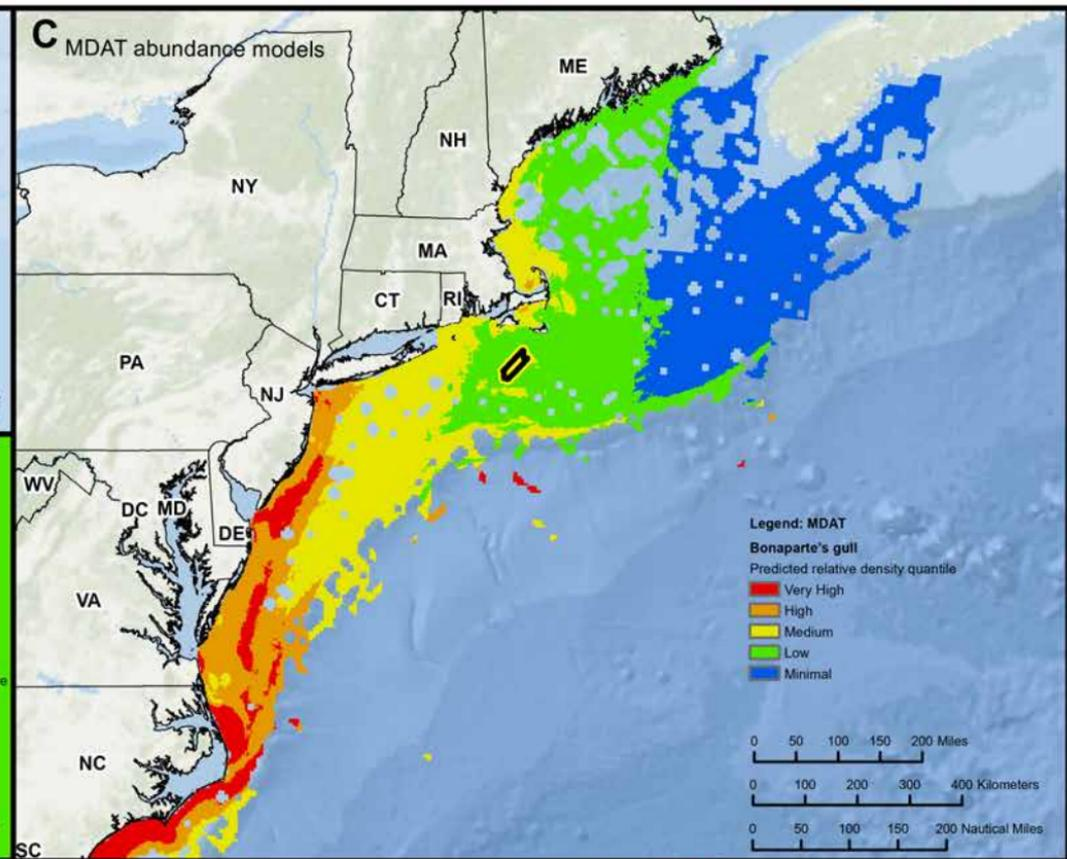 C MDAT abundance models
ME
NH
NY
MA
CT
RI
PA
NJ
WV
DC
MD
DE
VA
NC
SC
e
Legend: MDAT
Bonaparte's gull
Predicted relative density quantile
Very High
High
Medium
Low
Minimal
0 50 100 150 200 Miles
0 100 200 300 400 Kilometers
0 50 100 150 200 Nautical Miles